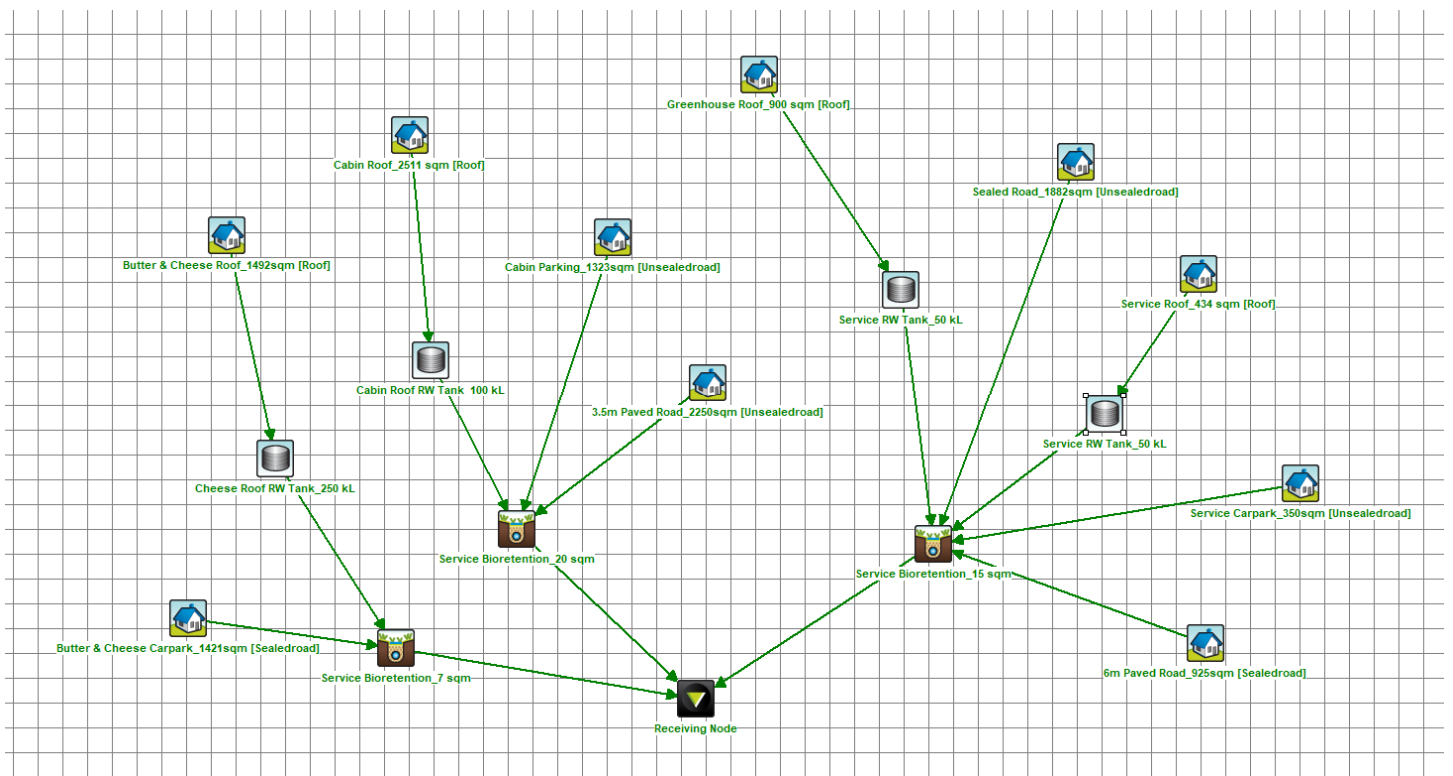 Greenhouse Roof_900 sqm [Roof]
Cabin Roof_2511 sqm [Roof]
Sealed Road_1882sqm [Unsealedroad]
Butter & Cheese Roof_1492sqm [Roof]
Cabin Parking_1323sqm [Unsealedroad]
Service Roof_434 sqm [Roof]
Service RW Tank_50 kL
Cabin Roof RW Tank_100 kL
3.5m Paved Road_2250sqm [Unsealedroad]
Service RW Tank_50 kL
Cheese Roof RW Tank_250 kL
Service Carpark_350sqm [Unsealedroad]
Service Bioretention_20 sqm
Service Bioretention_15 sqm
Butter & Cheese Carpark_1421sqm [Sealedroad]
Service Bioretention_7 sqm
6m Paved Road_925sqm [Sealedroad]
Receiving Node